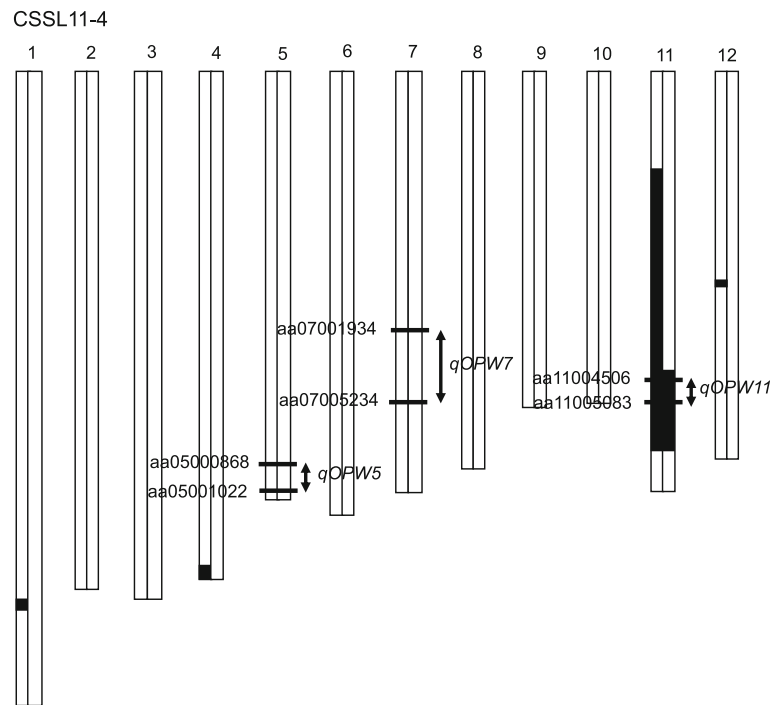 CSSL11-4
1 2 3 4 5 6 7 8 9 10 11 12
aa07001934
qOPW7
aa07005234
aa11004506
qOPW11
aa11005083
aa05000868
qOPW5
aa05001022